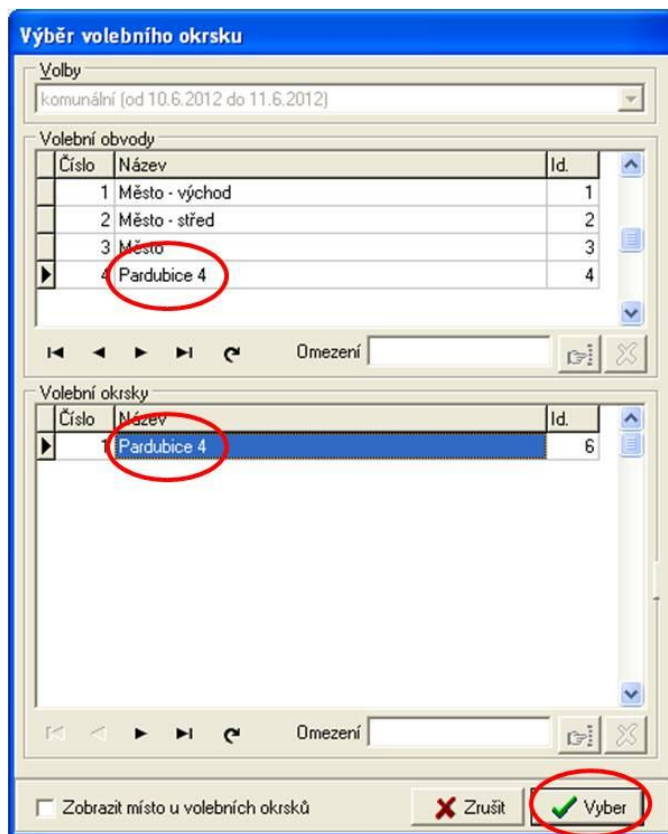 Výběr volebního okrsku
Volby
komunální (od 10.6.2012 do 11.6.2012)
Volební obvody
Číslo Název Id.
1 Město - východ 1
2 Město - střed 2
3 Město 3
4 Pardubice 4 4
Omezení
Volební okrsky
Číslo Název Id.
1 Pardubice 4 6
Omezení
Zobrazit místo u volebních okrsků Zrušit Vyber